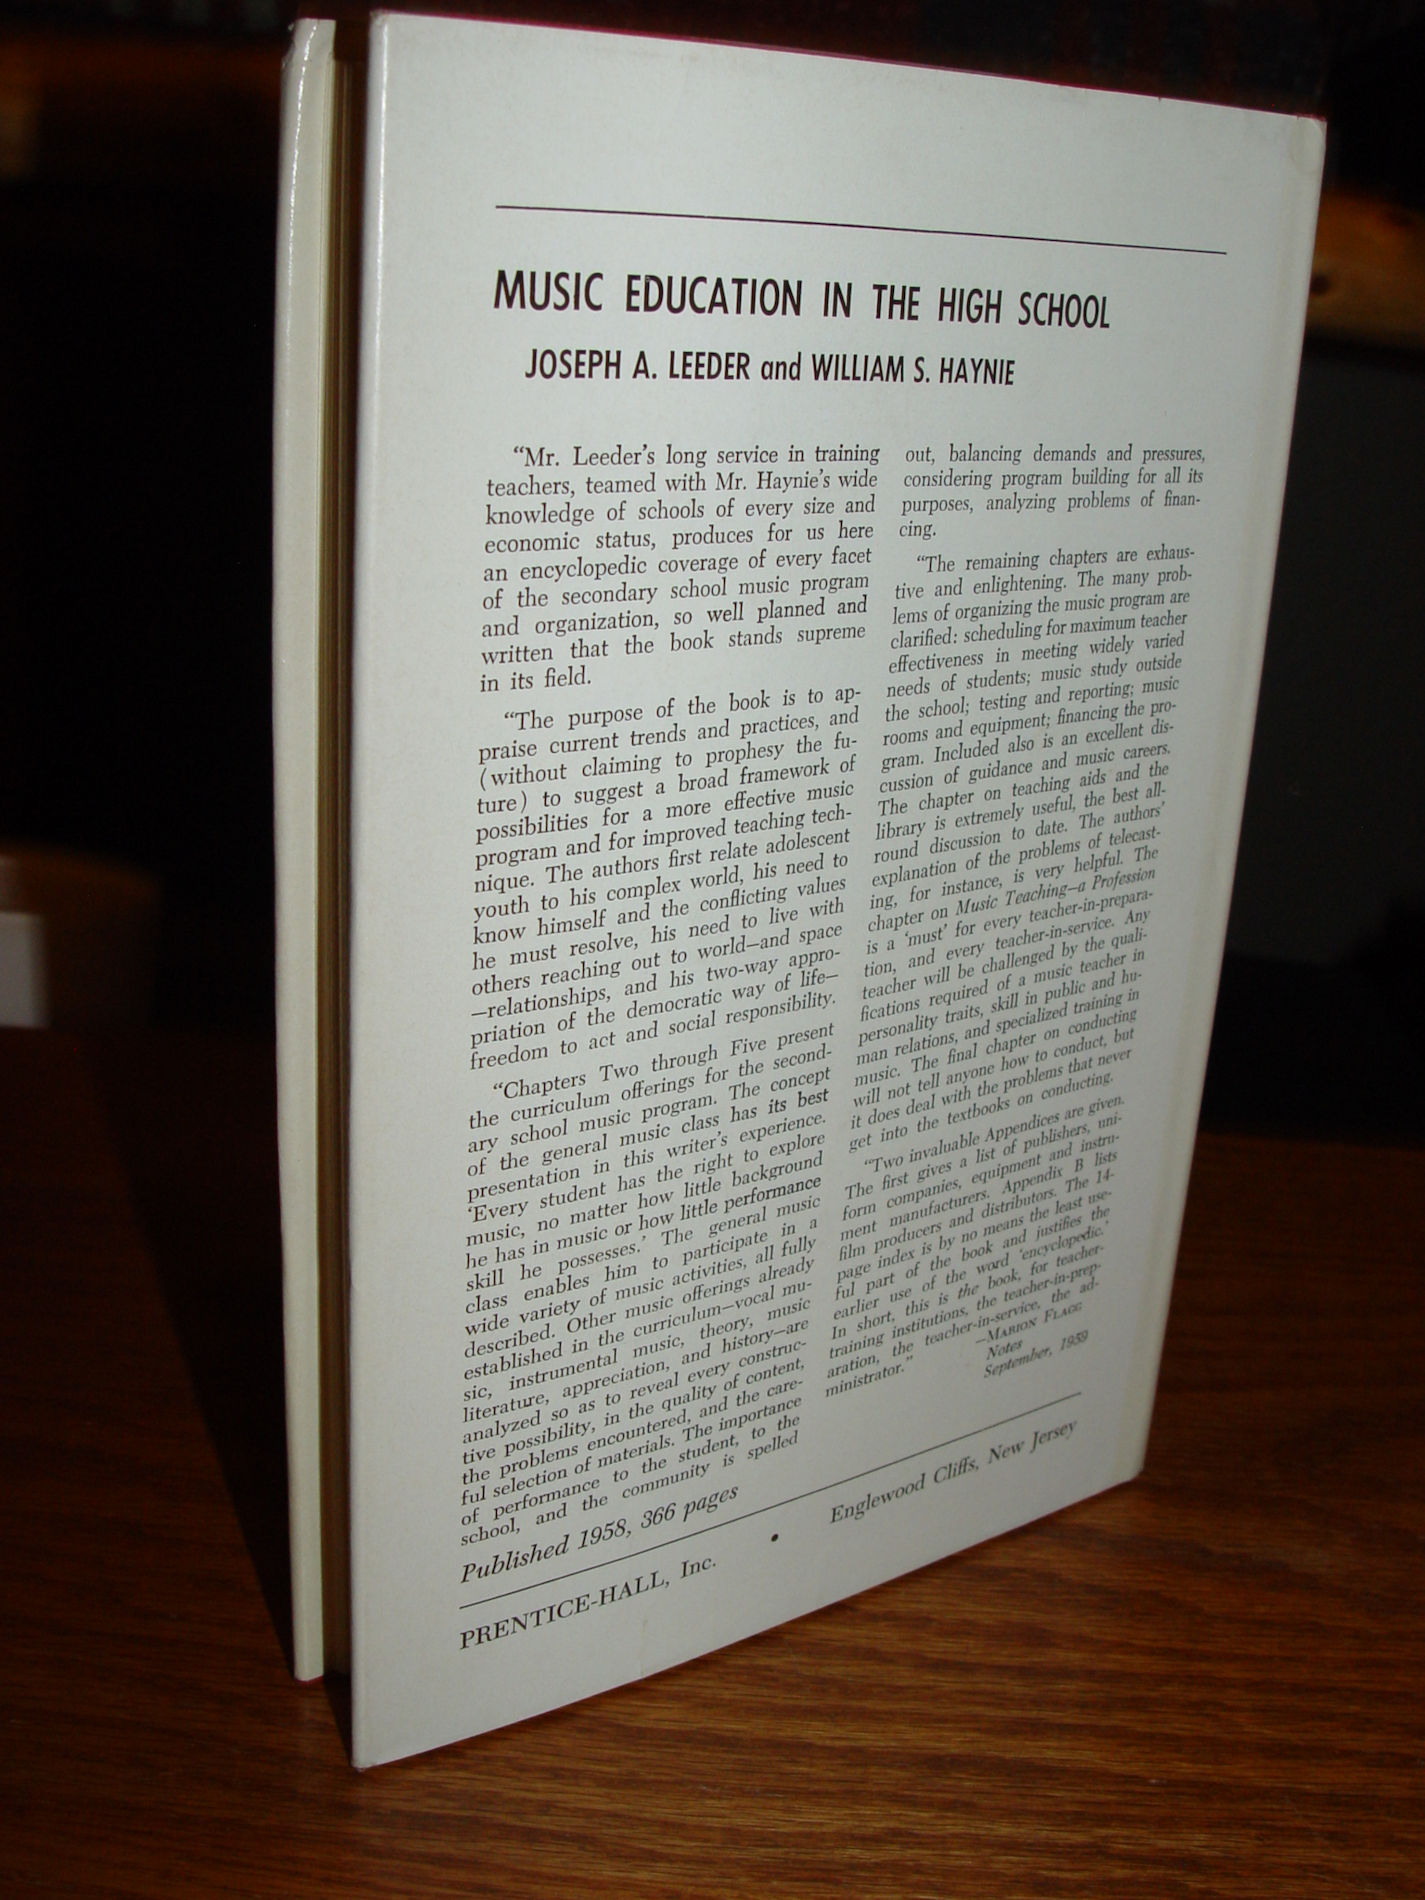 MUSIC EDUCATION IN THE HIGH SCHOOL
JOSEPH A. LEEDER and WILLIAM S. HAYNIE
“Mr. Leeder’s long service in training
teachers, teamed with Mr. Haynie’s wide
knowledge of schools of every size and
economic status, produces for us here
an encyclopedic coverage of every facet
of the secondary school music program
and organization, so well planned and
written that the book stands supreme
in its field.
“The purpose of the book is to ap-
praise current trends and practices, and
(without claiming to prophesy the fu-
ture) to suggest a broad framework of
possibilities for a more effective music
program and for improved teaching tech-
nique. The authors first relate adolescent
youth to his complex world, his need to
know himself and the conflicting values
he must resolve, his need to live with
others reaching out to world—and space
—relationships, and his two-way appro-
priation of the democratic way of life—
freedom to act and social responsibility.
“Chapters Two through Five present
the curriculum offerings for the second-
ary school music program. The concept
of the general music class has its best
presentation in this writer’s experience.
‘Every student has the right to explore
music, no matter how little background
he has in music or how little performance
skill he possesses.’ The general music
class enables him to participate in a
wide variety of music activities, all fully
described. Other music offerings already
established in the curriculum—vocal mu-
sic, instrumental music, theory, music
literature, appreciation, and history—are
analyzed so as to reveal every construc-
tive possibility, in the quality of content,
the problems encountered, and the care-
ful selection of materials. The importance
of performance to the student, to the
school, and the community is spelled
out, balancing demands and pressures,
considering program building for all its
purposes, analyzing problems of finan-
cing.
“The remaining chapters are exhaus-
tive and enlightening. The many prob-
lems of organizing the music program are
clarified: scheduling for maximum teacher
effectiveness in meeting widely varied
needs of students; music study outside
the school; testing and reporting; music
rooms and equipment; financing the pro-
gram. Included also is an excellent dis-
cussion of guidance and music careers.
The chapter on teaching aids and the
library is extremely useful, the best all-
round discussion to date. The authors’
explanation of the problems of telecast-
ing, for instance, is very helpful. The
chapter on Music Teaching—a Profession
is a ‘must’ for every teacher-in-prepara-
tion, and every teacher-in-service. Any
teacher will be challenged by the quali-
fications required of a music teacher in
personality traits, skill in public and hu-
man relations, and specialized training in
music. The final chapter on conducting
will not tell anyone how to conduct, but
it does deal with the problems that never
get into the textbooks on conducting.
“Two invaluable Appendices are given.
The first gives a list of publishers, uni-
form companies, equipment and instru-
ment manufacturers. Appendix B lists
film producers and distributors. The 14-
page index is by no means the least use-
ful part of the book and justifies the
earlier use of the word ‘encyclopedic.’
In short, this is the book, for teacher-
training institutions, the teacher-in-prep-
aration, the teacher-in-service, the ad-
ministrator.”
—MARION FLAGG
Notes
September, 1959
Published 1958, 366 pages
PRENTICE-HALL, Inc. • Englewood Cliffs, New Jersey